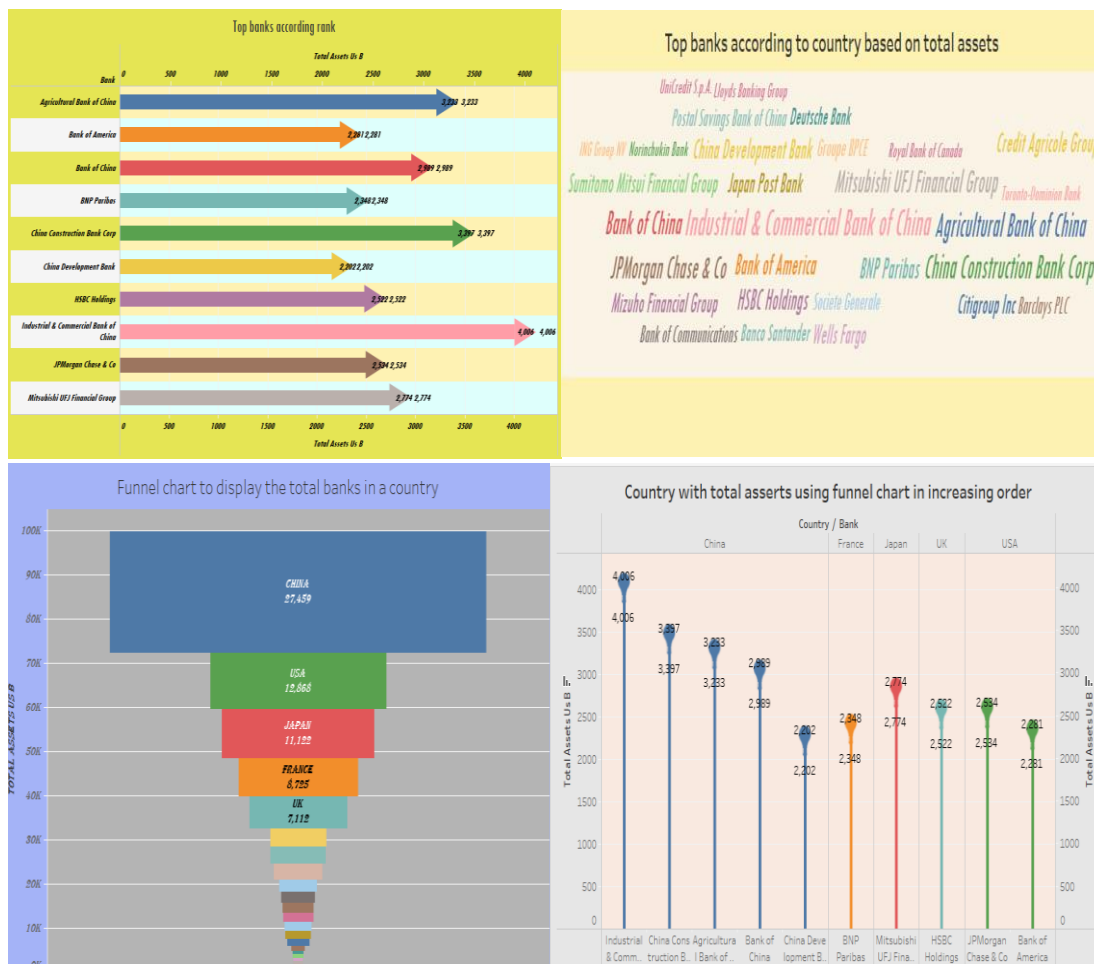 Top banks according rank
Total Assets Us B
Bank
0 500 1000 1500 2000 2500 3000 3500 4000
Agricultural Bank of China 3,233 3,233
Bank of America 2,281 2,281
Bank of China 2,989 2,989
BNP Paribas 2,348 2,348
China Construction Bank Corp 3,397 3,397
China Development Bank 2,202 2,202
HSBC Holdings 2,522 2,522
Industrial & Commercial Bank of
China 4,006 4,006
JPMorgan Chase & Co 2,534 2,534
Mitsubishi UFJ Financial Group 2,774 2,774
0 500 1000 1500 2000 2500 3000 3500 4000
Total Assets Us B
Top banks according to country based on total assets
UniCredit S.p.A. Lloyds Banking Group
Postal Savings Bank of China Deutsche Bank
ING Groep NV Norinchukin Bank China Development Bank Groupe BPCE Royal Bank of Canada Credit Agricole Group
Sumitomo Mitsui Financial Group Japan Post Bank Mitsubishi UFJ Financial Group Toronto-Dominion Bank
Bank of China Industrial & Commercial Bank of China Agricultural Bank of China
JPMorgan Chase & Co Bank of America BNP Paribas China Construction Bank Corp
Mizuho Financial Group HSBC Holdings Societe Generale Citigroup Inc Barclays PLC
Bank of Communications Banco Santander Wells Fargo
Funnel chart to display the total banks in a country
TOTAL ASSETS US B
100K
90K
80K
70K
60K
50K
40K
30K
20K
10K
0K
CHINA
27,459
USA
12,868
JAPAN
11,122
FRANCE
8,725
UK
7,112
Country with total asserts using funnel chart in increasing order
Country / Bank
China France Japan UK USA
Total Assets Us B
4000
3500
3000
2500
2000
1500
1000
500
0
4,006 3,397 3,233 2,989 2,202 2,348 2,774 2,522 2,534 2,281
4,006 3,397 3,233 2,989 2,202 2,348 2,774 2,522 2,534 2,281
4000
3500
3000
2500
2000
1500
1000
500
0
Total Assets Us B
Industrial China Cons Agricultura Bank of China Deve BNP Mitsubishi HSBC JPMorgan Bank of
& Comm.. truction B.. l Bank of .. China lopment B.. Paribas UFJ Fina.. Holdings Chase & Co America